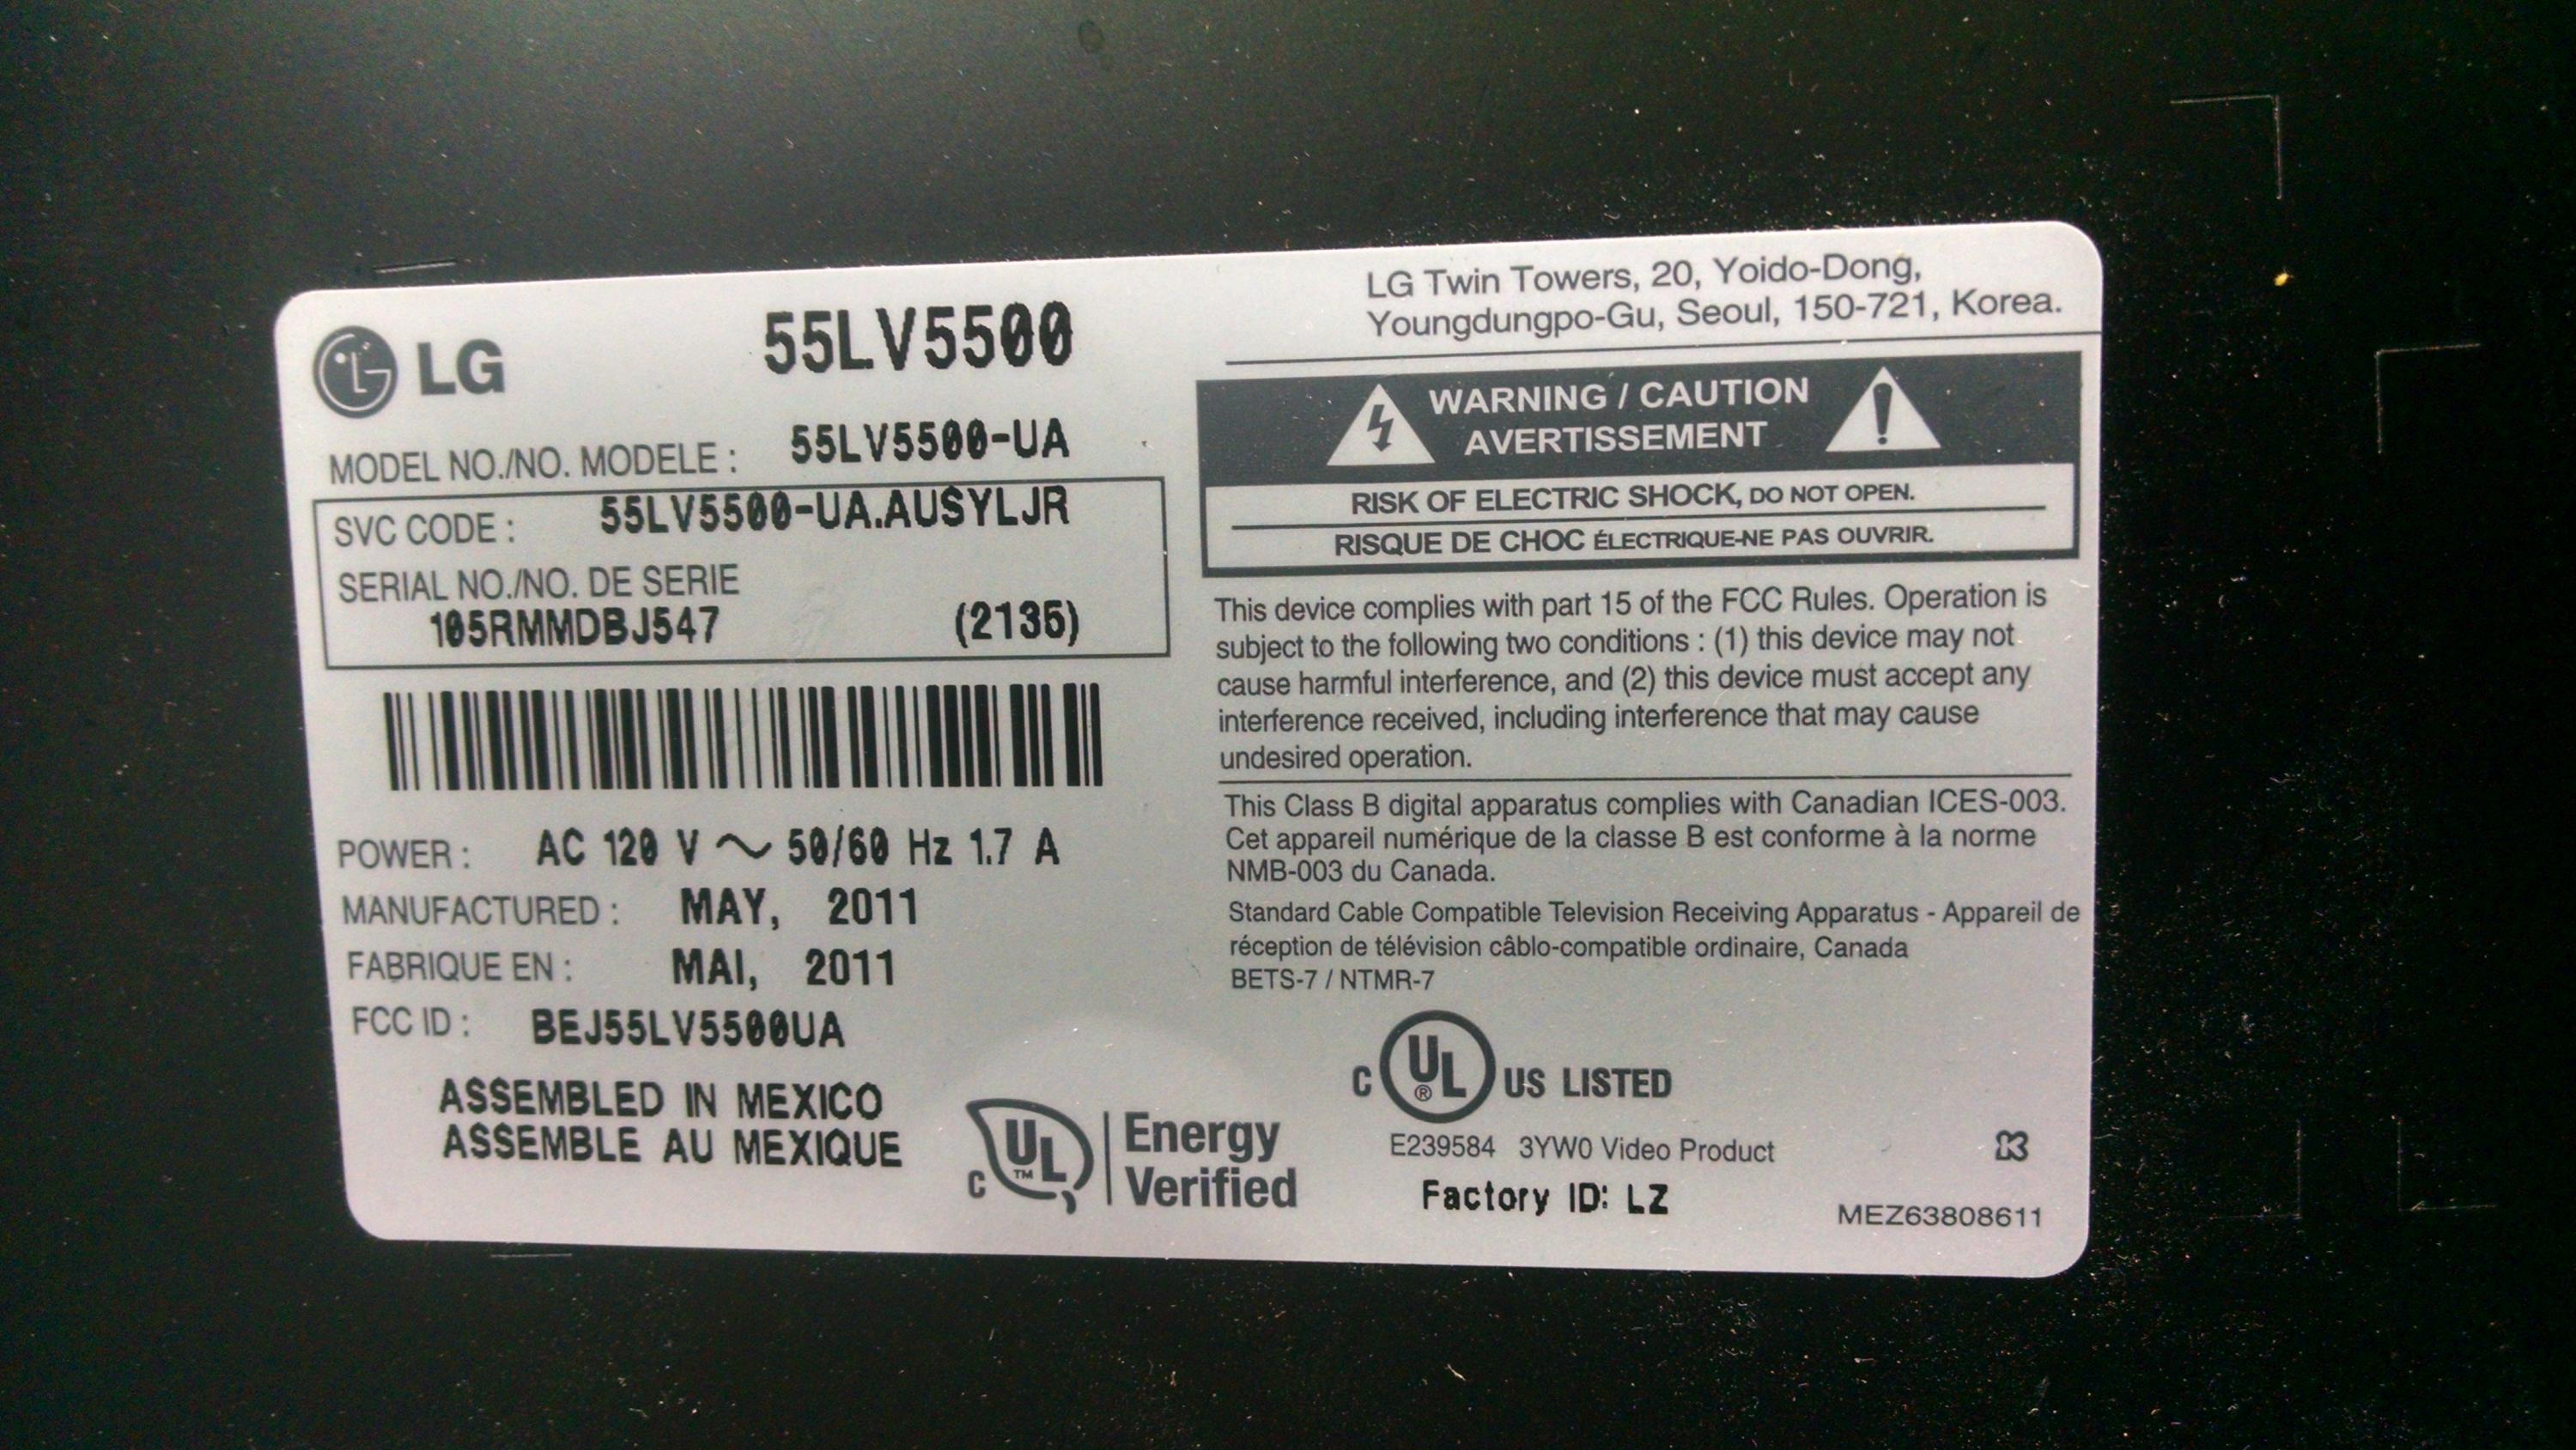 LG
55LV5500
MODEL NO./NO. MODELE : 55LV5500-UA
SVC CODE : 55LV5500-UA.AUSYLJR
SERIAL NO./NO. DE SERIE
105RMMDBJ547 (2135)
POWER : AC 120 V ~ 50/60 Hz 1.7 A
MANUFACTURED : MAY, 2011
FABRIQUE EN : MAI, 2011
FCC ID : BEJ55LV5500UA
ASSEMBLED IN MEXICO
ASSEMBLE AU MEXIQUE
C UL ™ Energy
Verified
LG Twin Towers, 20, Yoido-Dong,
Youngdungpo-Gu, Seoul, 150-721, Korea.
WARNING / CAUTION
AVERTISSEMENT
RISK OF ELECTRIC SHOCK, DO NOT OPEN.
RISQUE DE CHOC ÉLECTRIQUE-NE PAS OUVRIR.
This device complies with part 15 of the FCC Rules. Operation is
subject to the following two conditions : (1) this device may not
cause harmful interference, and (2) this device must accept any
interference received, including interference that may cause
undesired operation.
This Class B digital apparatus complies with Canadian ICES-003.
Cet appareil numérique de la classe B est conforme à la norme
NMB-003 du Canada.
Standard Cable Compatible Television Receiving Apparatus - Appareil de
réception de télévision câblo-compatible ordinaire, Canada
BETS-7 / NTMR-7
C UL ® US LISTED
E239584 3YW0 Video Product
Factory ID: LZ
MEZ63808611